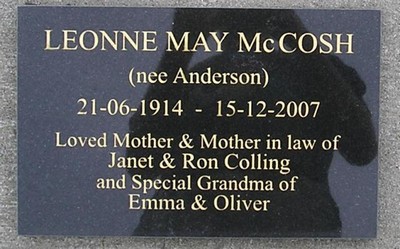 LEONNE MAY McCOSH
(nee Anderson)
21-06-1914 - 15-12-2007
Loved Mother & Mother in law of
Janet & Ron Colling
and Special Grandma of
Emma & Oliver